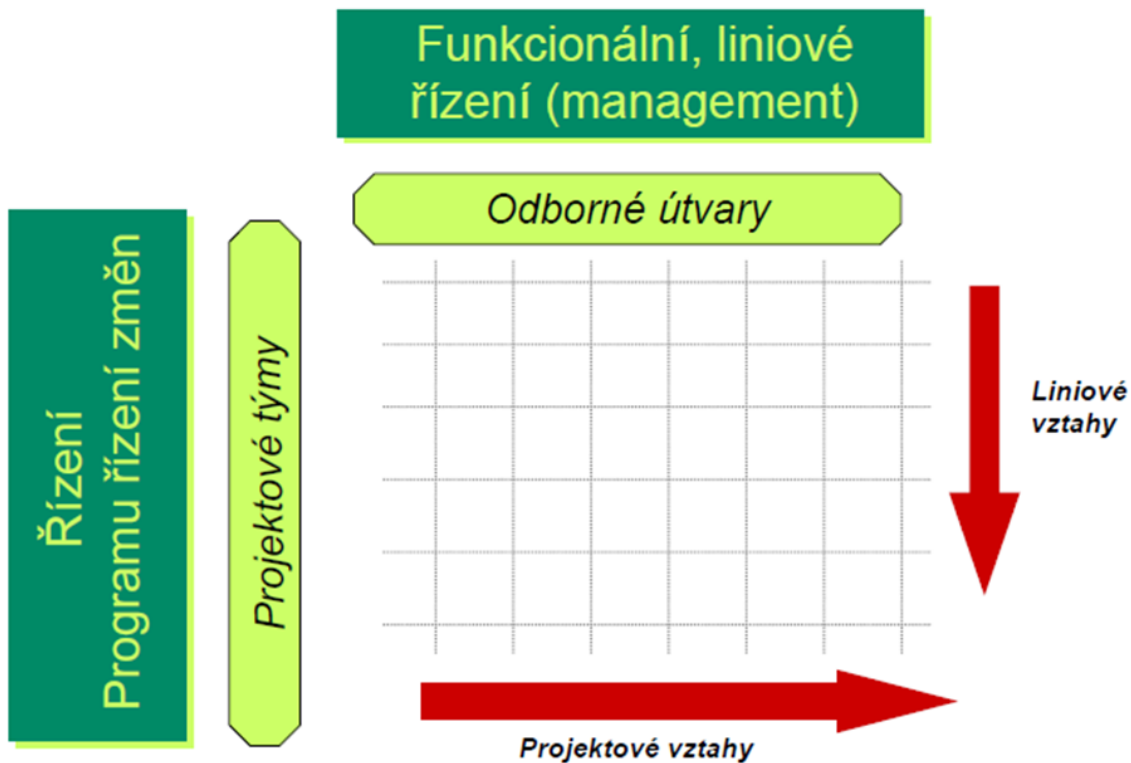 Funkcionální, liniové
řízení (management)
Odborné útvary
Řízení
Programu řízení změn
Projektové týmy
Liniové
vztahy
Projektové vztahy